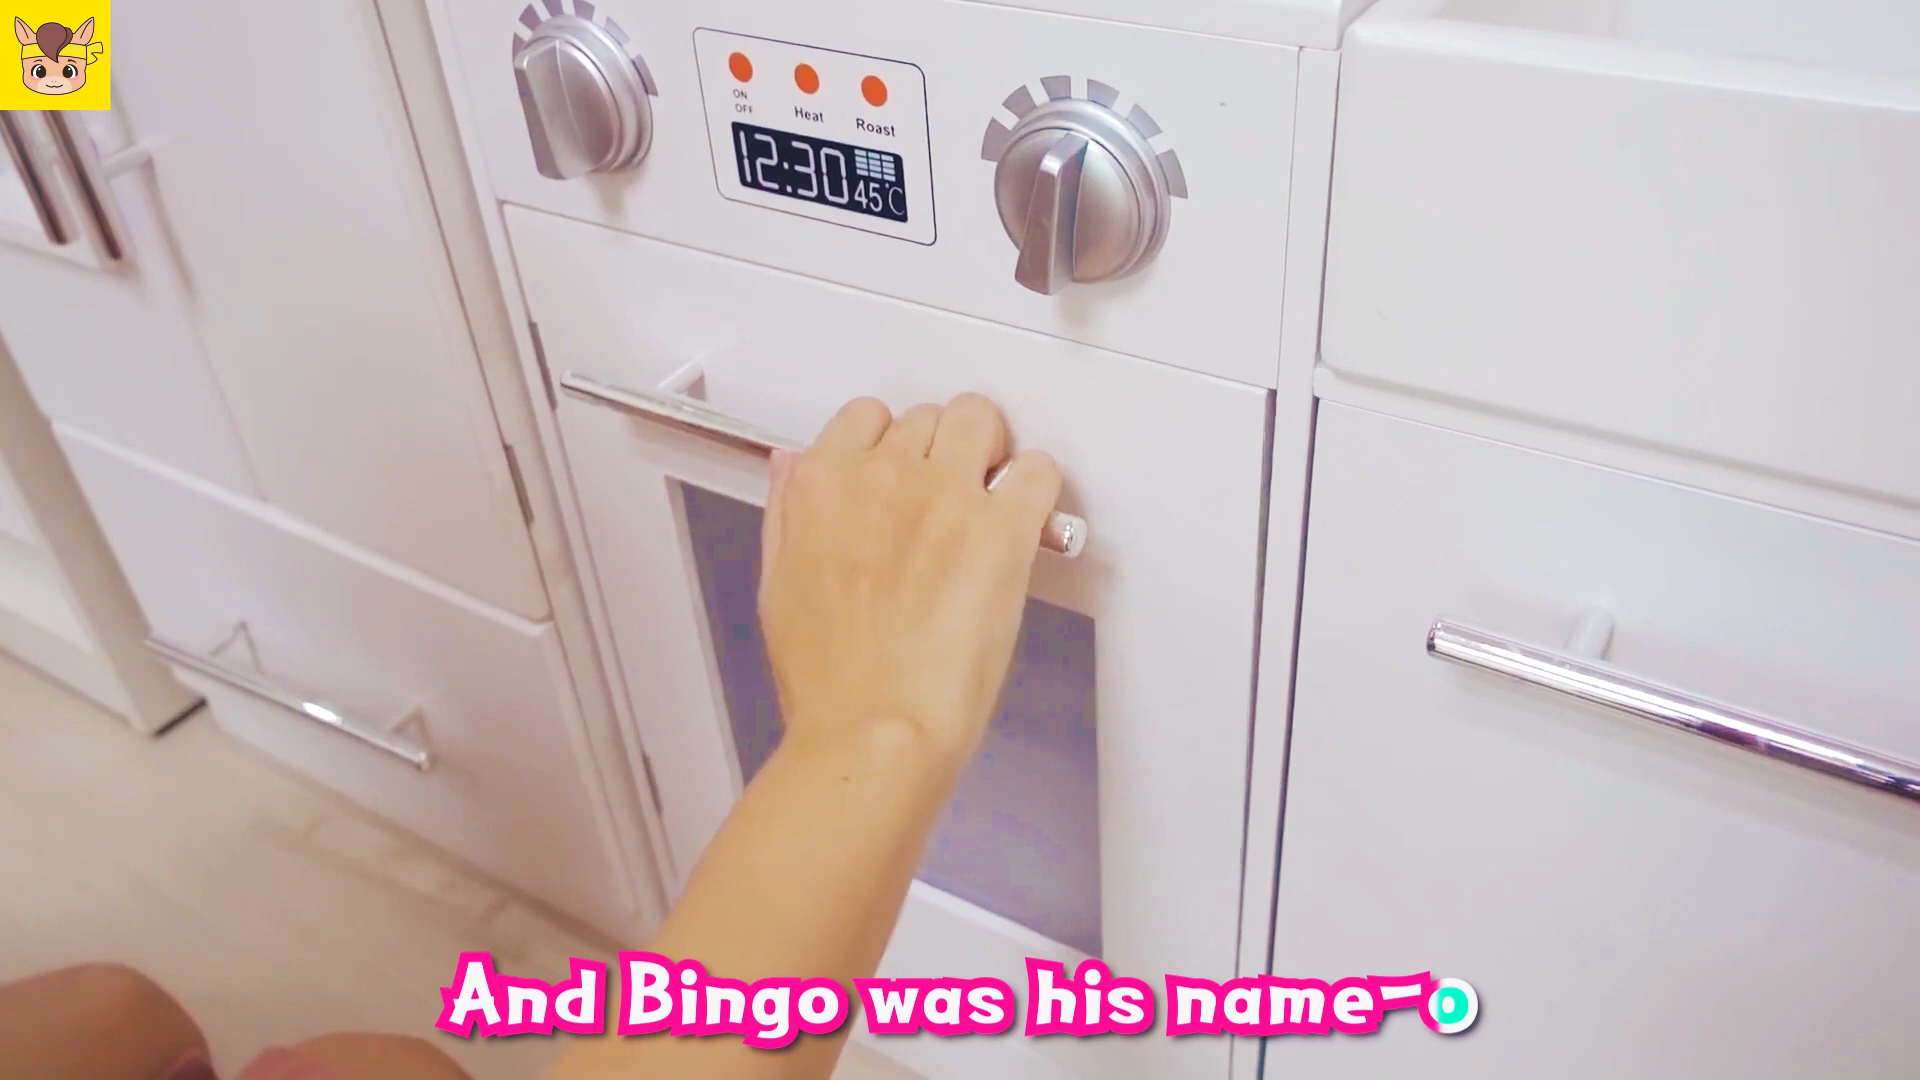 ON
OFF
Heat
Roast
12:30
45°C
And Bingo was his name-o